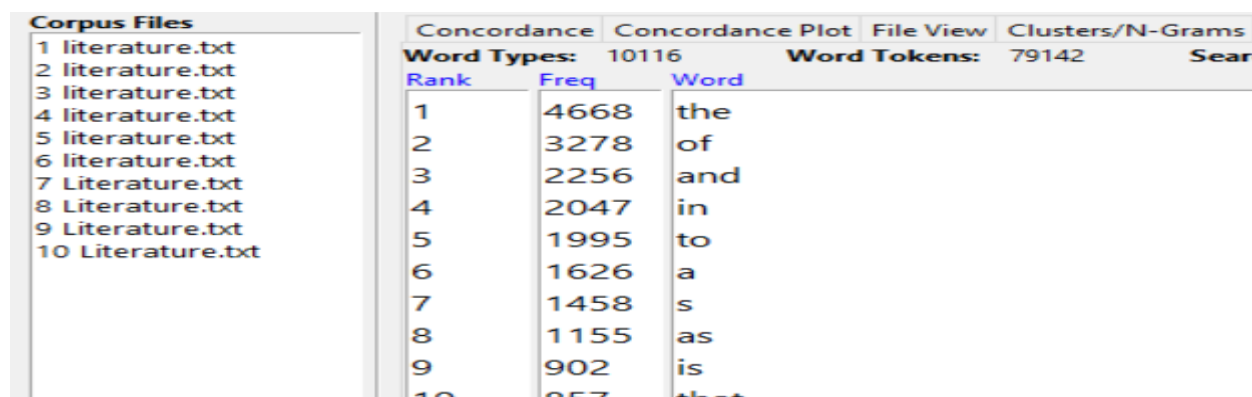 Corpus Files
1 literature.txt
2 literature.txt
3 literature.txt
4 literature.txt
5 literature.txt
6 literature.txt
7 Literature.txt
8 Literature.txt
9 Literature.txt
10 Literature.txt
Concordance Concordance Plot File View Clusters/N-Grams
Word Types: 10116 Word Tokens: 79142
Rank Freq Word
1 4668 the
2 3278 of
3 2256 and
4 2047 in
5 1995 to
6 1626 a
7 1458 s
8 1155 as
9 902 is